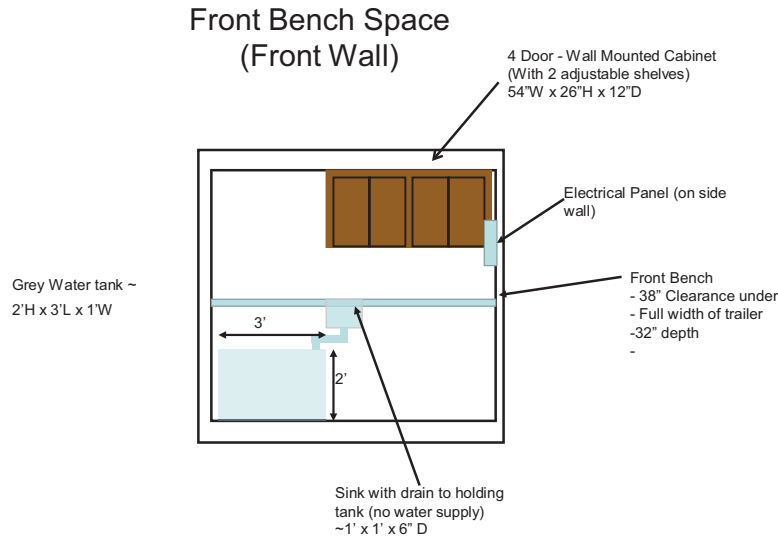 Front Bench Space
(Front Wall)
4 Door - Wall Mounted Cabinet
(With 2 adjustable shelves)
54”W x 26”H x 12”D
Electrical Panel (on side
wall)
Grey Water tank ~
2’H x 3’L x 1’W
Front Bench
- 38” Clearance under
- Full width of trailer
-32” depth
-
3’
2’
Sink with drain to holding
tank (no water supply)
~1’ x 1’ x 6” D